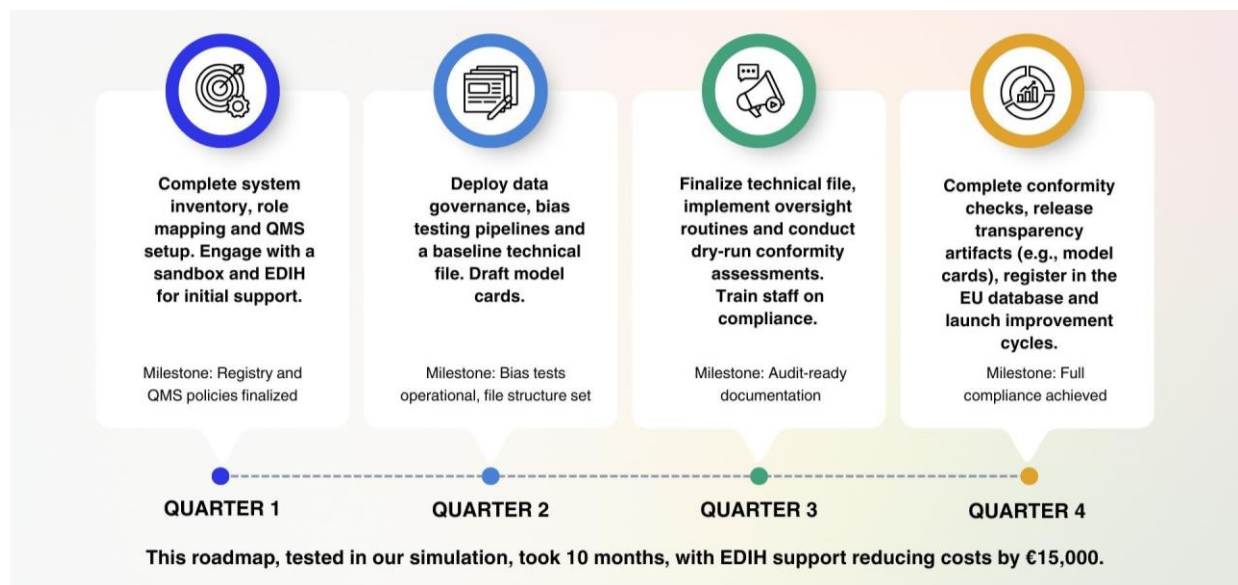 Complete system
inventory, role
mapping and QMS
setup. Engage with a
sandbox and EDIH
for initial support.
Milestone: Registry and
QMS policies finalized
Deploy data
governance, bias
testing pipelines and
a baseline technical
file. Draft model
cards.
Milestone: Bias tests
operational, file structure set
Finalize technical file,
implement oversight
routines and conduct
dry-run conformity
assessments.
Train staff on
compliance.
Milestone: Audit-ready
documentation
Complete conformity
checks, release
transparency
artifacts (e.g., model
cards), register in the
EU database and
launch improvement
cycles.
Milestone: Full
compliance achieved
QUARTER 1
QUARTER 2
QUARTER 3
QUARTER 4
This roadmap, tested in our simulation, took 10 months, with EDIH support reducing costs by €15,000.